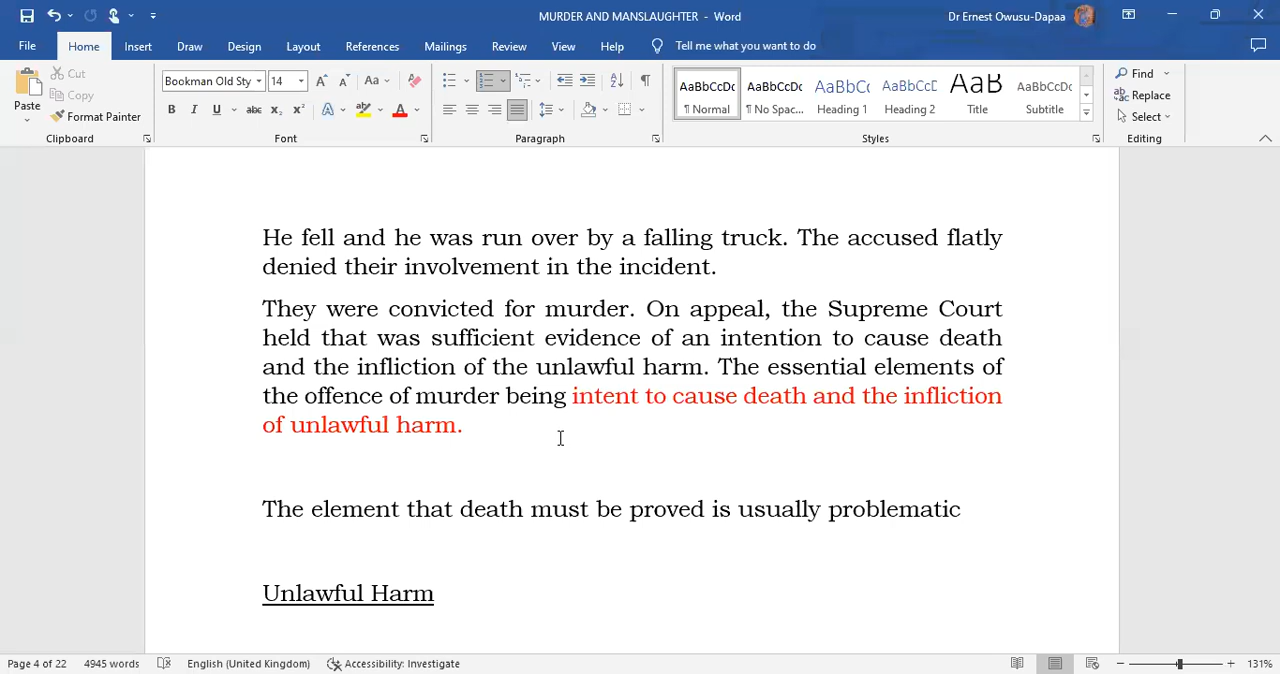 MURDER AND MANSLAUGHTER - Word
Dr Ernest Owusu-Dapaa
File Home Insert Draw Design Layout References Mailings Review View Help Tell me what you want to do
Paste
Cut
Copy
Format Painter
Clipboard
Bookman Old Sty 14
Font
Paragraph
AaBbCcDc AaBbCcDc AaBbCc AaBbCcD AaB AaBbCcDc
¶ Normal ¶ No Spac... Heading 1 Heading 2 Title Subtitle
Styles
Find
Replace
Select
Editing
He fell and he was run over by a falling truck. The accused flatly
denied their involvement in the incident.
They were convicted for murder. On appeal, the Supreme Court
held that was sufficient evidence of an intention to cause death
and the infliction of the unlawful harm. The essential elements of
the offence of murder being intent to cause death and the infliction
of unlawful harm.
The element that death must be proved is usually problematic
Unlawful Harm
Page 4 of 22 4945 words English (United Kingdom) Accessibility: Investigate 131%